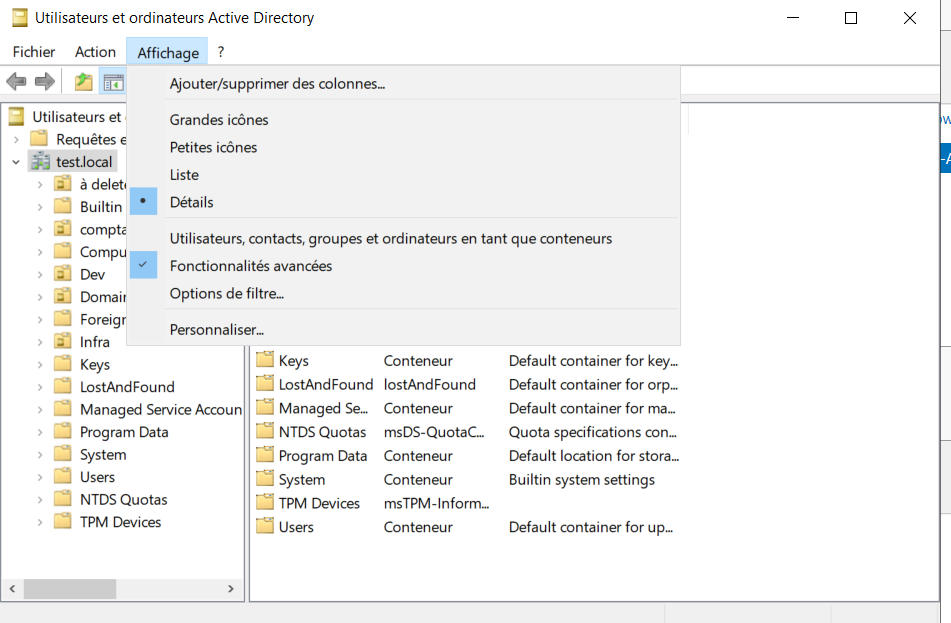 Utilisateurs et ordinateurs Active Directory
Fichier Action Affichage ?
Ajouter/supprimer des colonnes...
Grandes icônes
Petites icônes
Liste
Détails
Utilisateurs, contacts, groupes et ordinateurs en tant que conteneurs
Fonctionnalités avancées
Options de filtre...
Personnaliser...
Utilisateurs et
Requêtes e
test.local
à delete
Builtin
compta
Compu
Dev
Domain
Foreign
Infra
Keys
LostAndFound
Managed Service Accoun
Program Data
System
Users
NTDS Quotas
TPM Devices
Keys Conteneur Default container for key...
LostAndFound lostAndFound Default container for orp...
Managed Se... Conteneur Default container for ma...
NTDS Quotas msDS-QuotaC... Quota specifications con...
Program Data Conteneur Default location for stora...
System Conteneur Builtin system settings
TPM Devices msTPM-Inform...
Users Conteneur Default container for up...